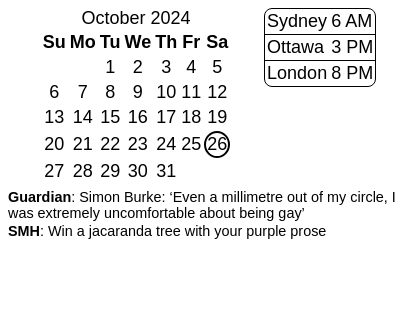 October 2024
Su Mo Tu We Th Fr Sa
1 2 3 4 5
6 7 8 9 10 11 12
13 14 15 16 17 18 19
20 21 22 23 24 25 26
27 28 29 30 31
Sydney 6 AM
Ottawa 3 PM
London 8 PM
Guardian: Simon Burke: ‘Even a millimetre out of my circle, I
was extremely uncomfortable about being gay’
SMH: Win a jacaranda tree with your purple prose